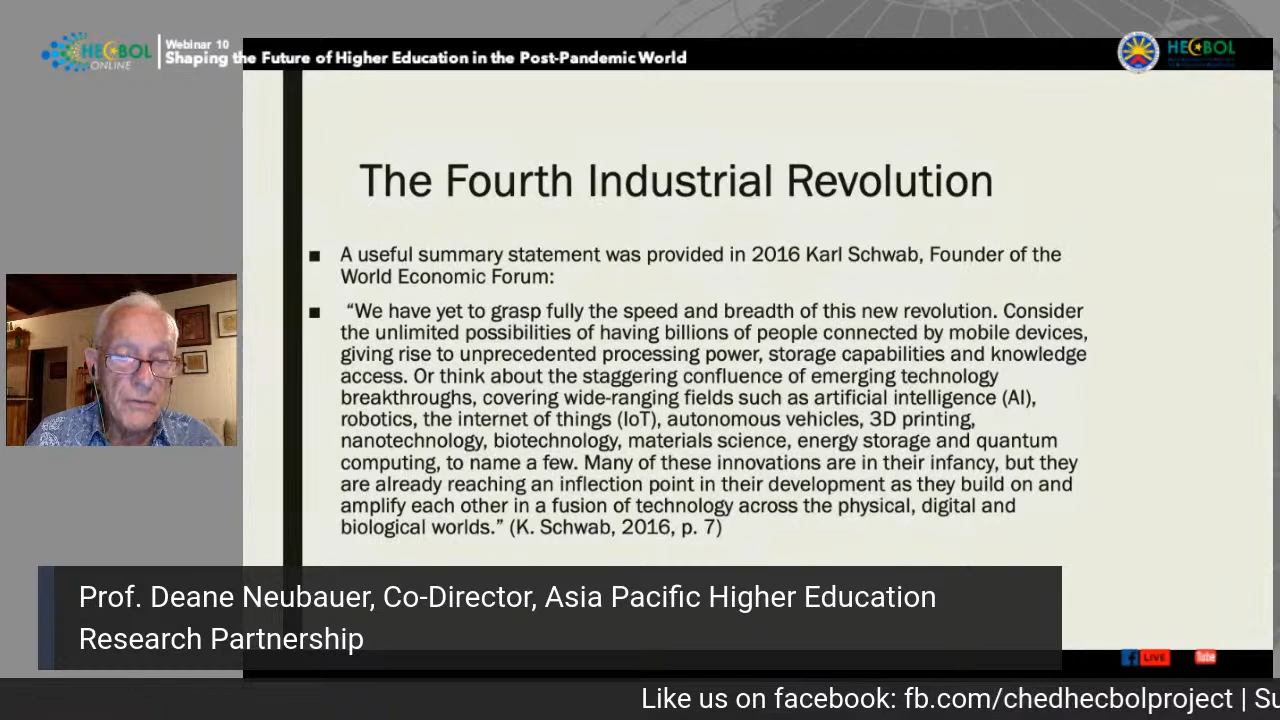 HECBOL
ONLINE
Webinar 10
Shaping the Future of Higher Education in the Post-Pandemic World
HECBOL
The Fourth Industrial Revolution
■ A useful summary statement was provided in 2016 Karl Schwab, Founder of the
World Economic Forum:
■ “We have yet to grasp fully the speed and breadth of this new revolution. Consider
the unlimited possibilities of having billions of people connected by mobile devices,
giving rise to unprecedented processing power, storage capabilities and knowledge
access. Or think about the staggering confluence of emerging technology
breakthroughs, covering wide-ranging fields such as artificial intelligence (AI),
robotics, the internet of things (IoT), autonomous vehicles, 3D printing,
nanotechnology, biotechnology, materials science, energy storage and quantum
computing, to name a few. Many of these innovations are in their infancy, but they
are already reaching an inflection point in their development as they build on and
amplify each other in a fusion of technology across the physical, digital and
biological worlds.” (K. Schwab, 2016, p. 7)
Prof. Deane Neubauer, Co-Director, Asia Pacific Higher Education
Research Partnership
f LIVE
Tube
Like us on facebook: fb.com/chedhecbolproject | Su